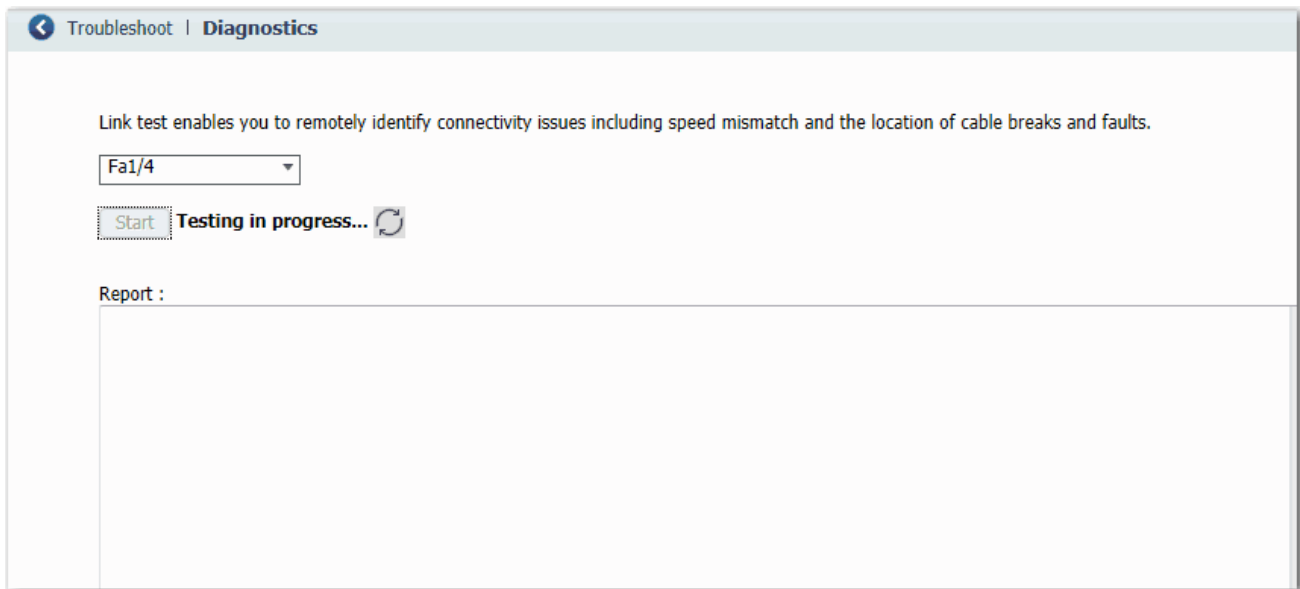 Troubleshoot | Diagnostics
Link test enables you to remotely identify connectivity issues including speed mismatch and the location of cable breaks and faults.
Fa1/4
Start Testing in progress...
Report :